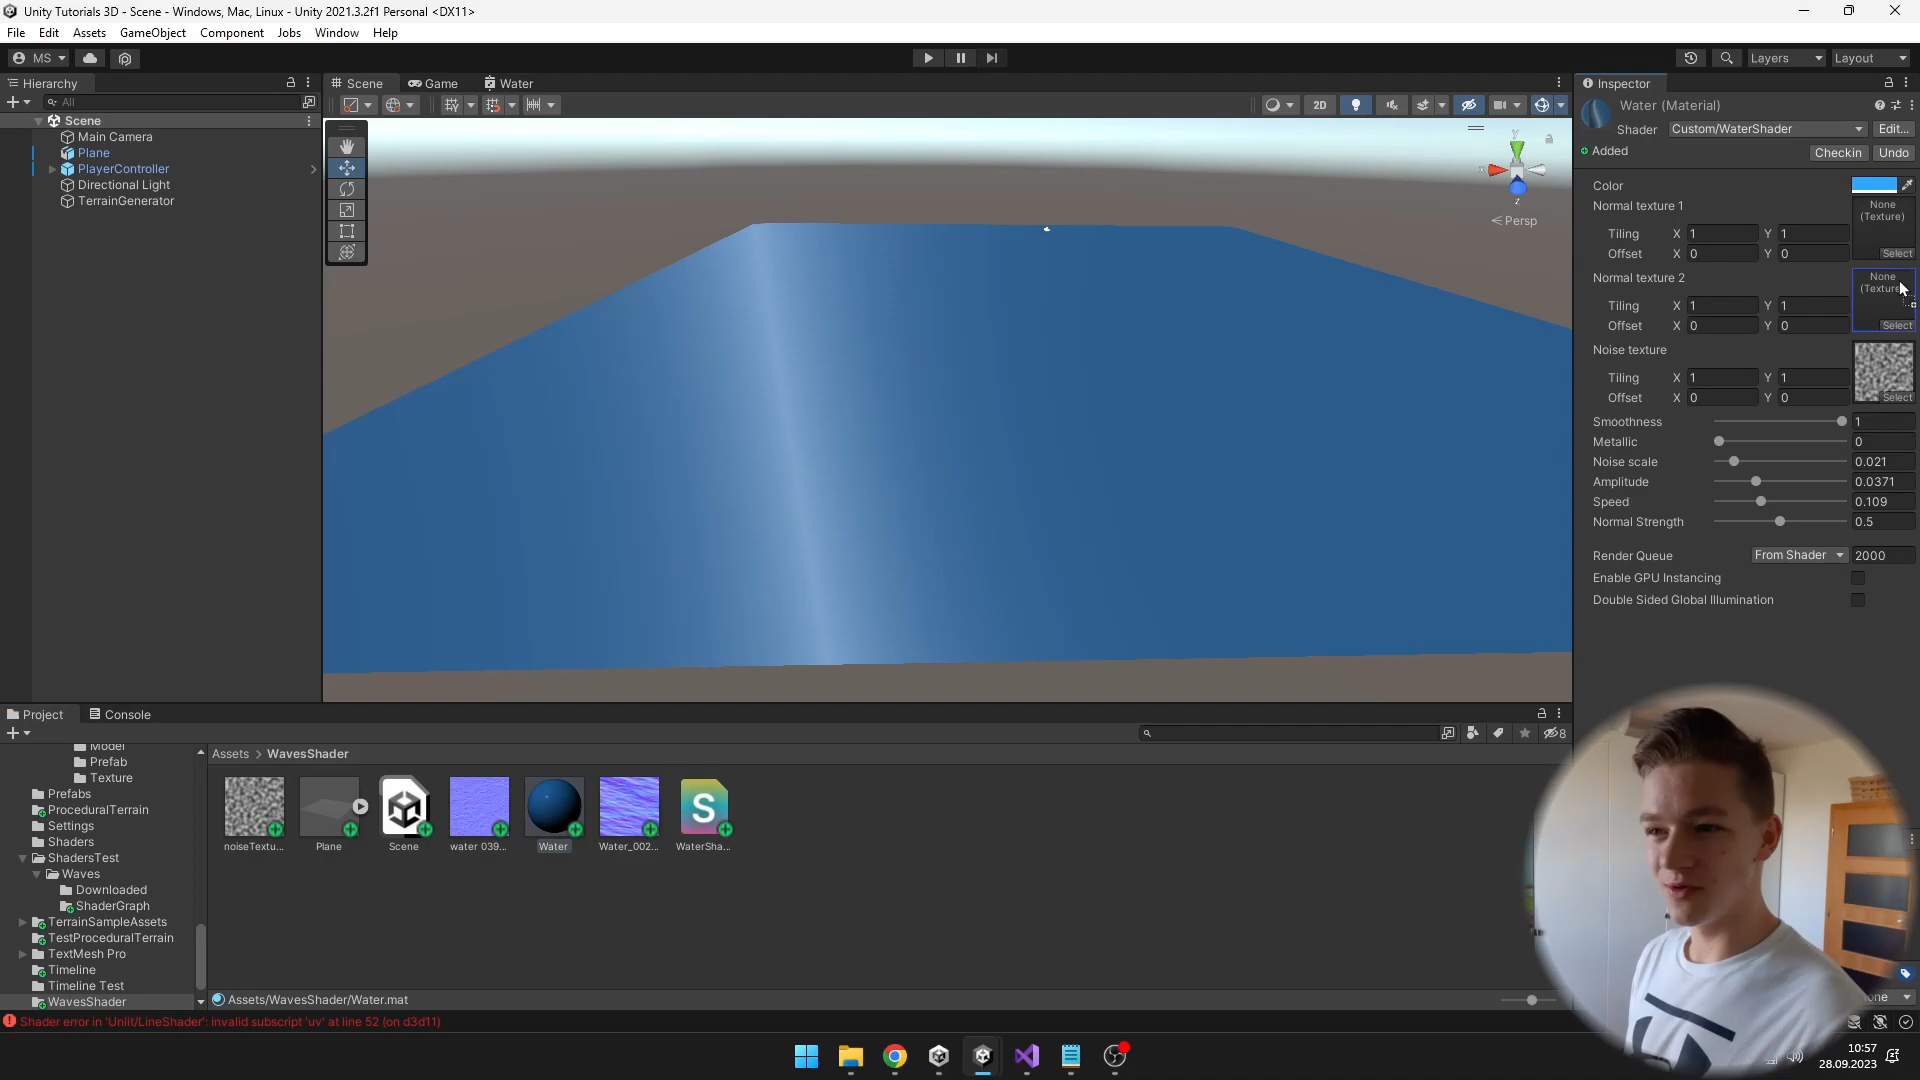 Unity Tutorials 3D - Scene - Windows, Mac, Linux - Unity 2021.3.2f1 Personal <DX11>
File Edit Assets GameObject Component Jobs Window Help
MS
Layers Layout
Hierarchy
All
Scene
Main Camera
Plane
PlayerController
Directional Light
TerrainGenerator
Scene Game Water
2D
y
x
z
Persp
Inspector
Water (Material)
Shader Custom/WaterShader Edit...
Added Checkin Undo
Color
Normal texture 1
None
(Texture)
Tiling X 1 Y 1
Offset X 0 Y 0
Select
Normal texture 2
None
(Texture
Tiling X 1 Y 1
Offset X 0 Y 0
Select
Noise texture
Tiling X 1 Y 1
Offset X 0 Y 0
Select
Smoothness 1
Metallic 0
Noise scale 0.021
Amplitude 0.0371
Speed 0.109
Normal Strength 0.5
Render Queue From Shader 2000
Enable GPU Instancing
Double Sided Global Illumination
Project Console
8
Model
Prefab
Texture
Prefabs
ProceduralTerrain
Settings
Shaders
ShadersTest
Waves
Downloaded
ShaderGraph
TerrainSampleAssets
TestProceduralTerrain
TextMesh Pro
Timeline
Timeline Test
WavesShader
Assets > WavesShader
S
noiseTextu... Plane Scene water 039... Water Water_002... WaterSha...
Assets/WavesShader/Water.mat
Shader error in 'Unlit/LineShader': invalid subscript 'uv' at line 52 (on d3d11)
10:57
28.09.2023